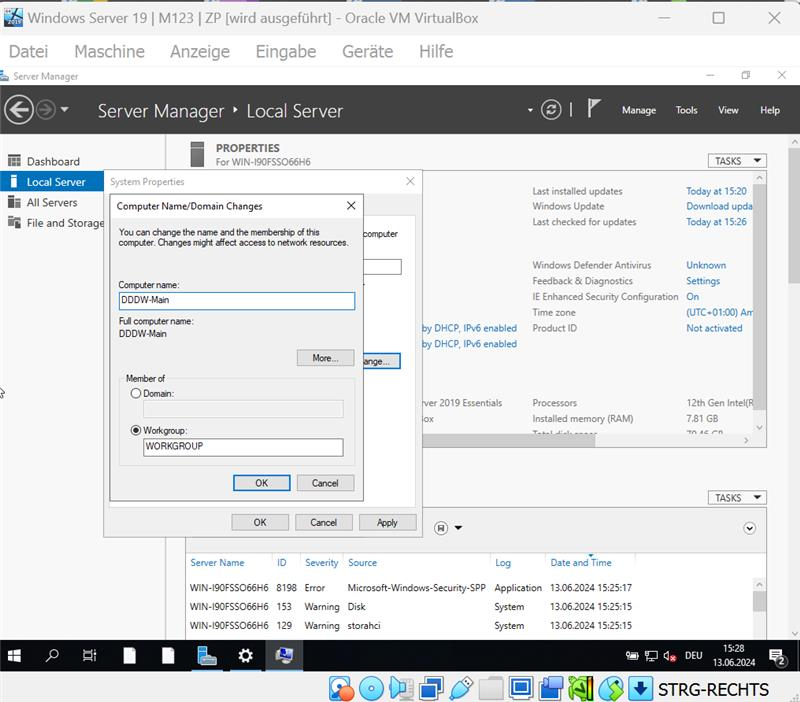 Windows Server 19 | M123 | ZP [wird ausgeführt] - Oracle VM VirtualBox
Datei Maschine Anzeige Eingabe Geräte Hilfe
Server Manager
Server Manager Local Server
Manage Tools View Help
Dashboard
Local Server
All Servers
File and Storage
PROPERTIES
For WIN-I90FSSO66H6
TASKS
System Properties
Computer Name/Domain Changes
You can change the name and the membership of this
computer. Changes might affect access to network resources.
Computer name:
DDDW-Main
Full computer name:
DDDW-Main
More...
Member of
Domain:
Workgroup:
WORKGROUP
OK Cancel
computer
ange...
OK Cancel Apply
Last installed updates Today at 15:20
Windows Update Download upda
Last checked for updates Today at 15:26
Windows Defender Antivirus Unknown
Feedback & Diagnostics Settings
IE Enhanced Security Configuration On
Time zone (UTC+01:00) Am
by DHCP, IPv6 enabled Product ID Not activated
by DHCP, IPv6 enabled
ver 2019 Essentials Processors 12th Gen Intel(R
Box Installed memory (RAM) 7.81 GB
Total disk space 79.46 GB
TASKS
Server Name ID Severity Source Log Date and Time
WIN-I90FSSO66H6 8198 Error Microsoft-Windows-Security-SPP Application 13.06.2024 15:25:17
WIN-I90FSSO66H6 153 Warning Disk System 13.06.2024 15:25:15
WIN-I90FSSO66H6 129 Warning storahci System 13.06.2024 15:25:15
DEU
15:28
13.06.2024
2
STRG-RECHTS